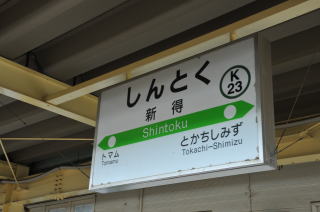 しんとく
K
23
新得
Shintoku
トマム
Tomamu
とかちしみず
Tokachi-Shimizu